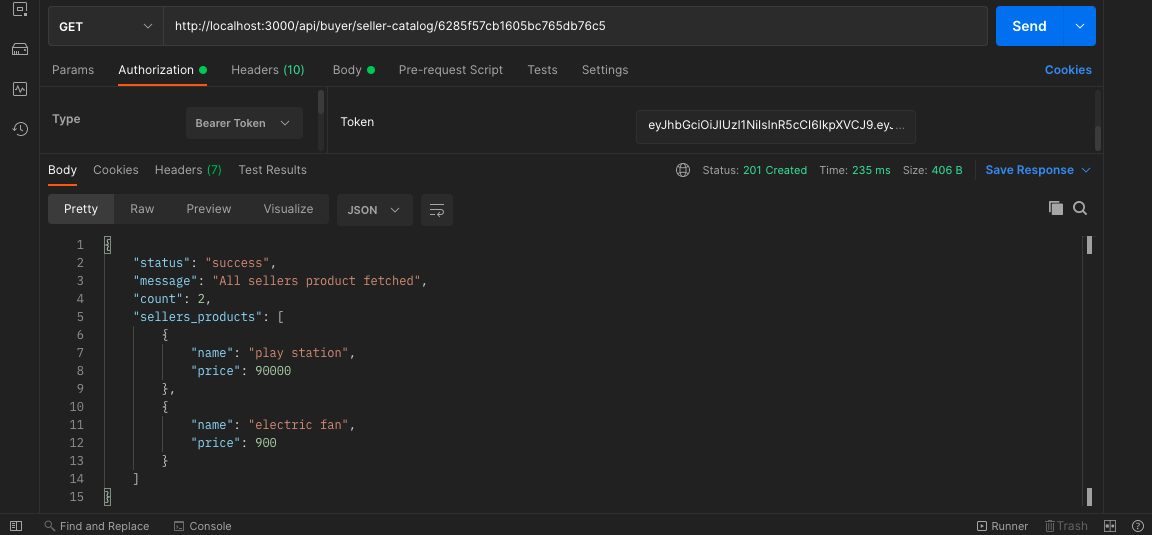 GET
http://localhost:3000/api/buyer/seller-catalog/6285f57cb1605bc765db76c5
Send
Params Authorization Headers (10) Body Pre-request Script Tests Settings Cookies
Type Bearer Token Token eyJhbGciOiJIUzI1NiIsInR5cCI6IkpXVCJ9.eyJ...
Body Cookies Headers (7) Test Results Status: 201 Created Time: 235 ms Size: 406 B Save Response
Pretty Raw Preview Visualize JSON
1 {
2 "status": "success",
3 "message": "All sellers product fetched",
4 "count": 2,
5 "sellers_products": [
6 {
7 "name": "play station",
8 "price": 90000
9 },
10 {
11 "name": "electric fan",
12 "price": 900
13 }
14 ]
15 }
Find and Replace Console Runner Trash